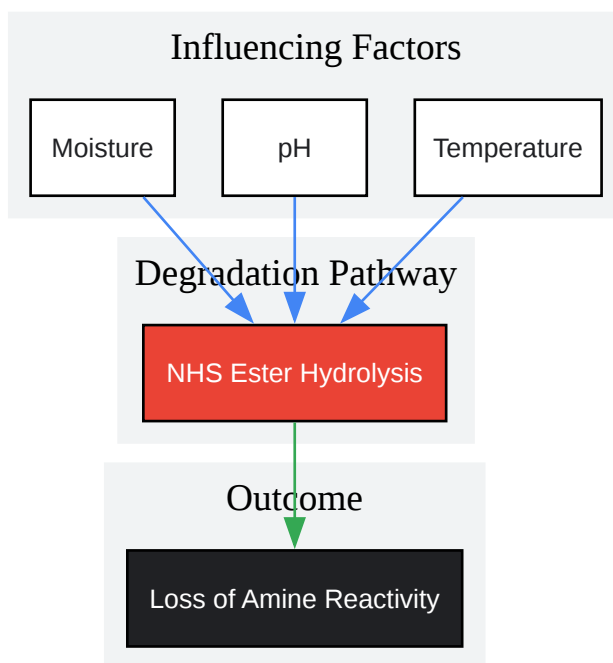 Influencing Factors
Moisture
pH
Temperature
Degradation Pathway
NHS Ester Hydrolysis
Outcome
Loss of Amine Reactivity